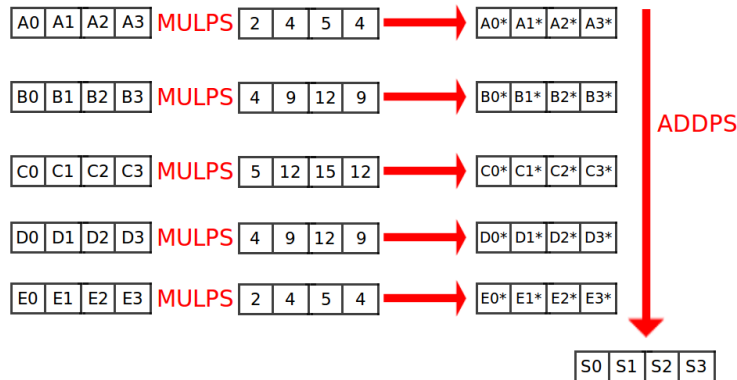 A0 A1 A2 A3 MULPS 2 4 5 4 A0* A1* A2* A3*
B0 B1 B2 B3 MULPS 4 9 12 9 B0* B1* B2* B3*
ADDPS
C0 C1 C2 C3 MULPS 5 12 15 12 C0* C1* C2* C3*
D0 D1 D2 D3 MULPS 4 9 12 9 D0* D1* D2* D3*
E0 E1 E2 E3 MULPS 2 4 5 4 E0* E1* E2* E3*
S0 S1 S2 S3